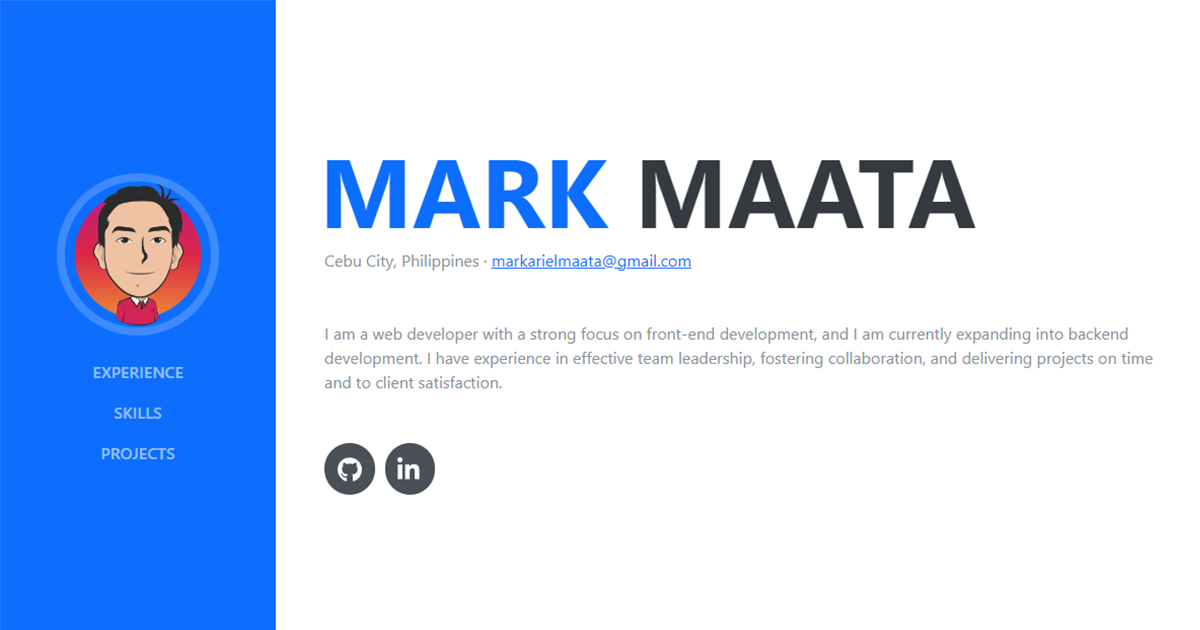 EXPERIENCE
SKILLS
PROJECTS
MARK MAATA
Cebu City, Philippines · markarielmaata@gmail.com
I am a web developer with a strong focus on front-end development, and I am currently expanding into backend
development. I have experience in effective team leadership, fostering collaboration, and delivering projects on time
and to client satisfaction.
in